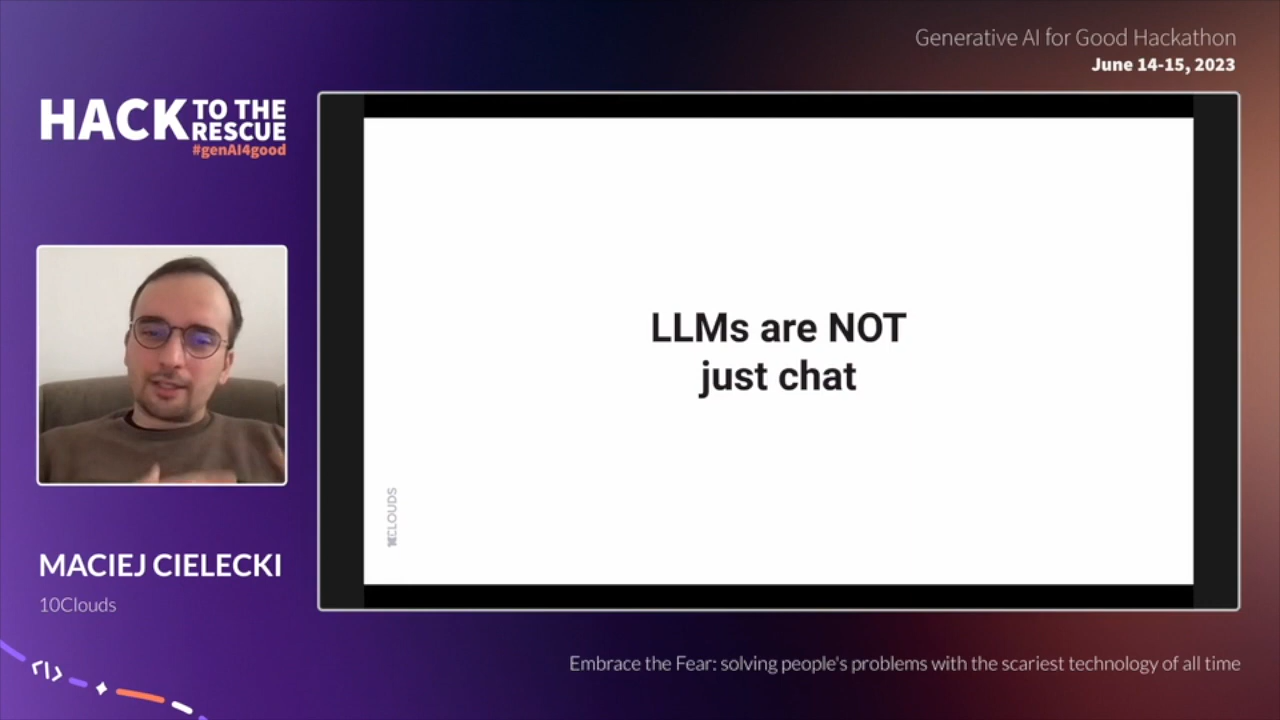 Generative AI for Good Hackathon
June 14-15, 2023
HACK TO THE RESCUE
#genAI4good
LLMs are NOT
just chat
10CLOUDS
MACIEJ CIELECKI
10Clouds
Embrace the Fear: solving people's problems with the scariest technology of all time